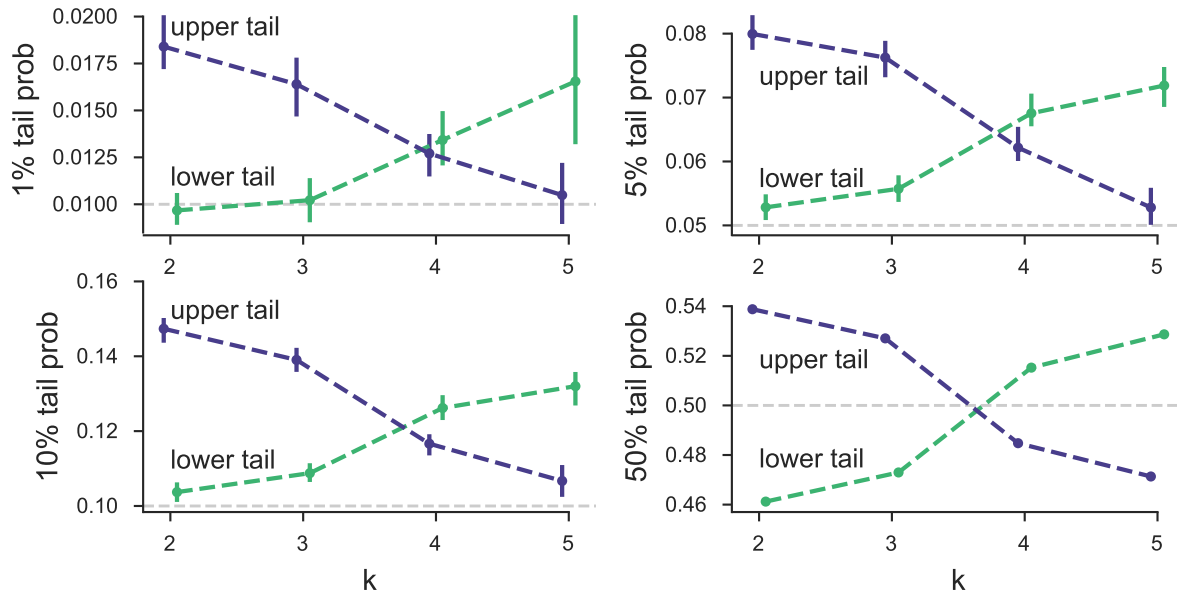 1% tail prob
0.0200
0.0175
0.0150
0.0125
0.0100
upper tail
lower tail
2 3 4 5
5% tail prob
0.08
0.07
0.06
0.05
upper tail
lower tail
2 3 4 5
10% tail prob
0.16
0.14
0.12
0.10
upper tail
lower tail
2 3 4 5
k
50% tail prob
0.54
0.52
0.50
0.48
0.46
upper tail
lower tail
2 3 4 5
k